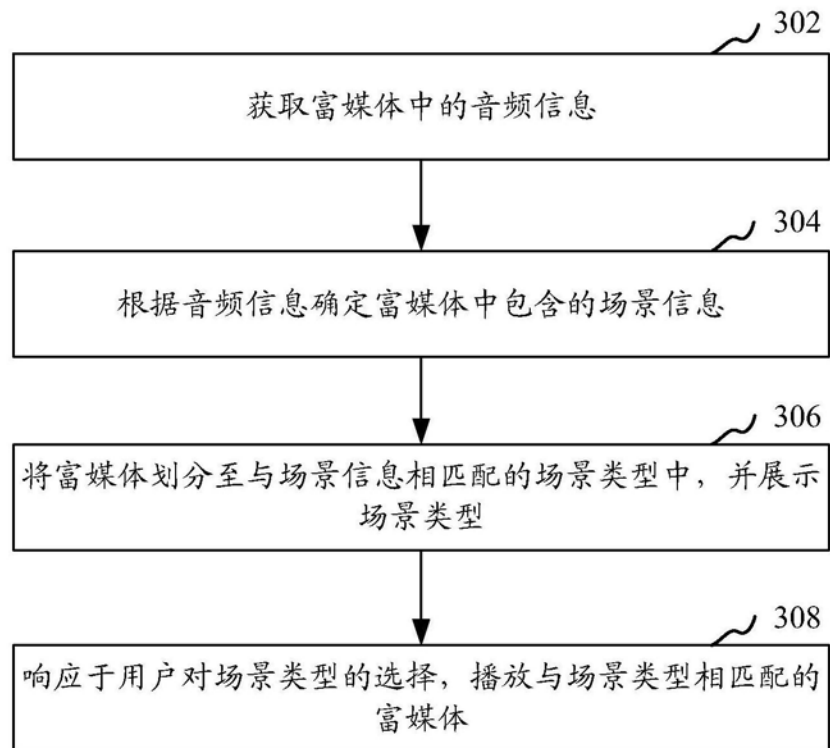 302
获取富媒体中的音频信息
304
根据音频信息确定富媒体中包含的场景信息
306
将富媒体划分至与场景信息相匹配的场景类型中，并展示
场景类型
308
响应于用户对场景类型的选择，播放与场景类型相匹配的
富媒体